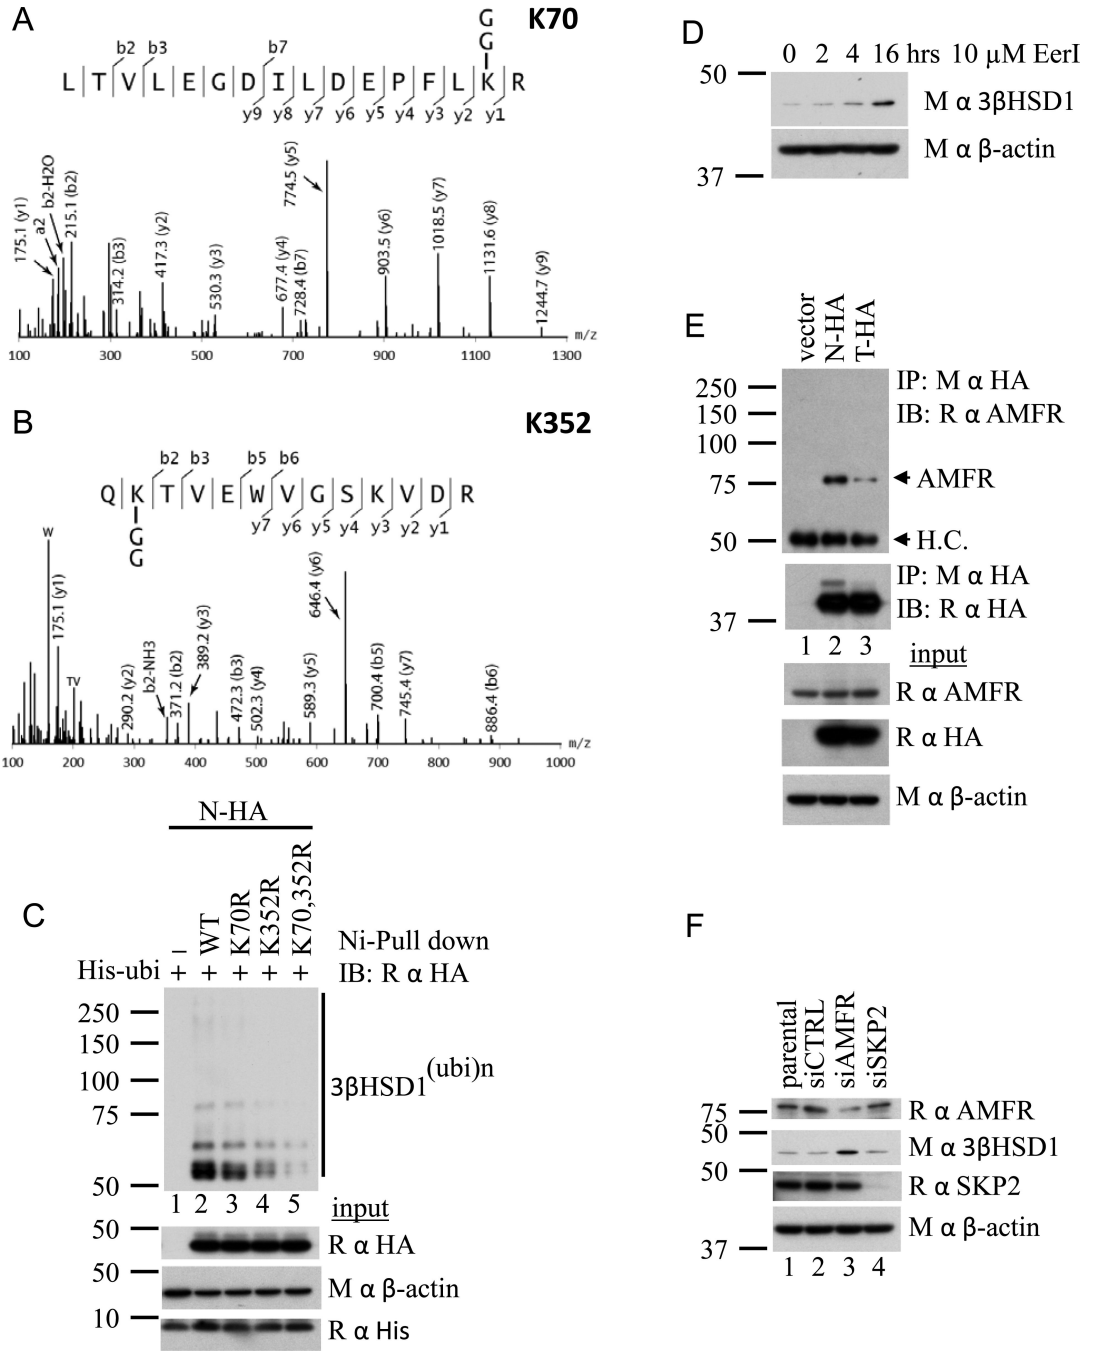 A
K70
G
G
b2 b3 b7
L T V L E G D I L D E P F L K R
y9 y8 y7 y6 y5 y4 y3 y2 y1
175.1 (y1)
a2
b2-H2O
215.1 (b2)
314.2 (b3)
417.3 (y2)
530.3 (y3)
677.4 (y4)
728.4 (b7)
774.5 (y5)
903.5 (y6)
1018.5 (y7)
1131.6 (y8)
1244.7 (y9)
m/z
100 300 500 700 900 1100 1300
B
K352
b2 b3 b5 b6
Q K T V E W V G S K V D R
y7 y6 y5 y4 y3 y2 y1
G
G
W
175.1 (y1)
TV
290.2 (y2)
b2-NH3
371.2 (b2)
389.2 (y3)
472.3 (b3)
502.3 (y4)
589.3 (y5)
646.4 (y6)
700.4 (b5)
745.4 (y7)
886.4 (b6)
m/z
100 200 300 400 500 600 700 800 900 1000
C
N-HA
– WT K70R K352R K70,352R
Ni-Pull down
His-ubi + + + + + IB: R α HA
250
150
100
75
50
3βHSD1(ubi)n
1 2 3 4 5 input
50 R α HA
50 M α β-actin
10 R α His
D
0 2 4 16 hrs 10 µM EerI
50
M α 3βHSD1
M α β-actin
37
E
vector N-HA T-HA
IP: M α HA
IB: R α AMFR
250
150
100
75 AMFR
50 H.C.
IP: M α HA
IB: R α HA
37
1 2 3 input
R α AMFR
R α HA
M α β-actin
F
parental siCTRL siAMFR siSKP2
75 R α AMFR
50
M α 3βHSD1
50
R α SKP2
M α β-actin
37
1 2 3 4